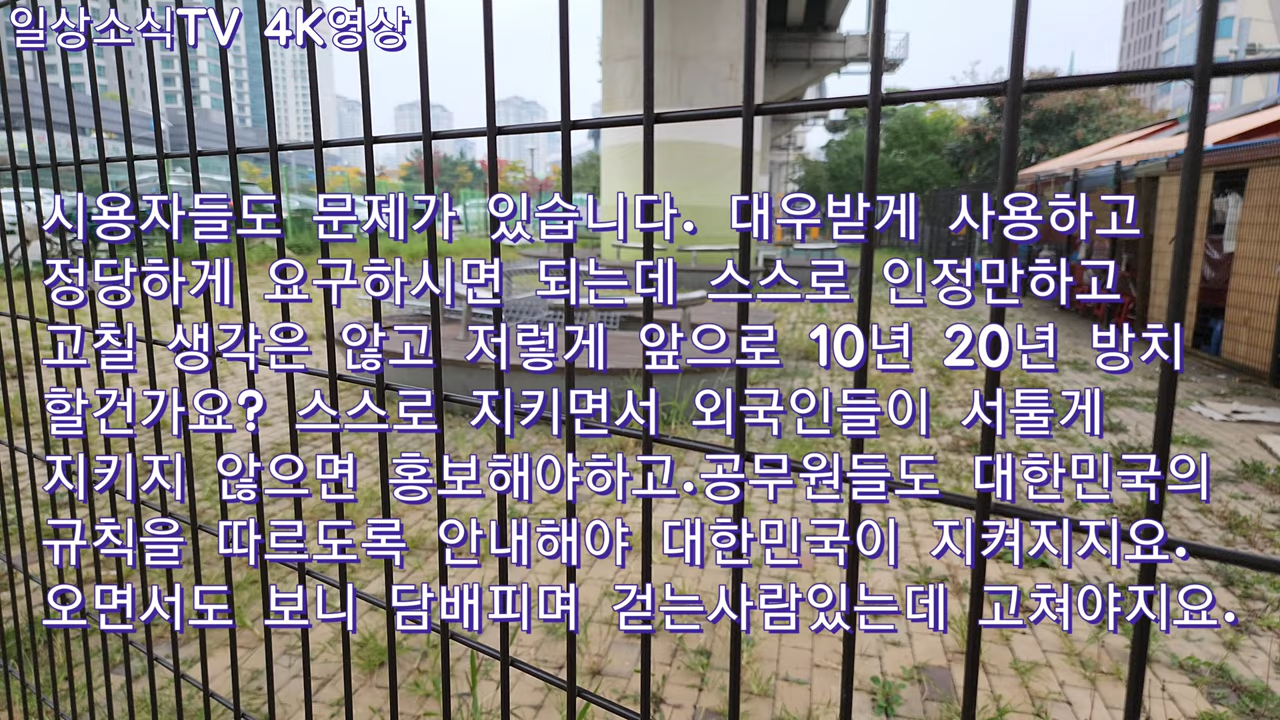 일상소식TV 4K영상
시용자들도 문제가 있습니다. 대우받게 사용하고
정당하게 요구하시면 되는데 스스로 인정만하고
고칠 생각은 않고 저렇게 앞으로 10년 20년 방치
할건가요? 스스로 지키면서 외국인들이 서툴게
지키지 않으면 홍보해야하고.공무원들도 대한민국의
규칙을 따르도록 안내해야 대한민국이 지켜지지요.
오면서도 보니 담배피며 걷는사람있는데 고쳐야지요.